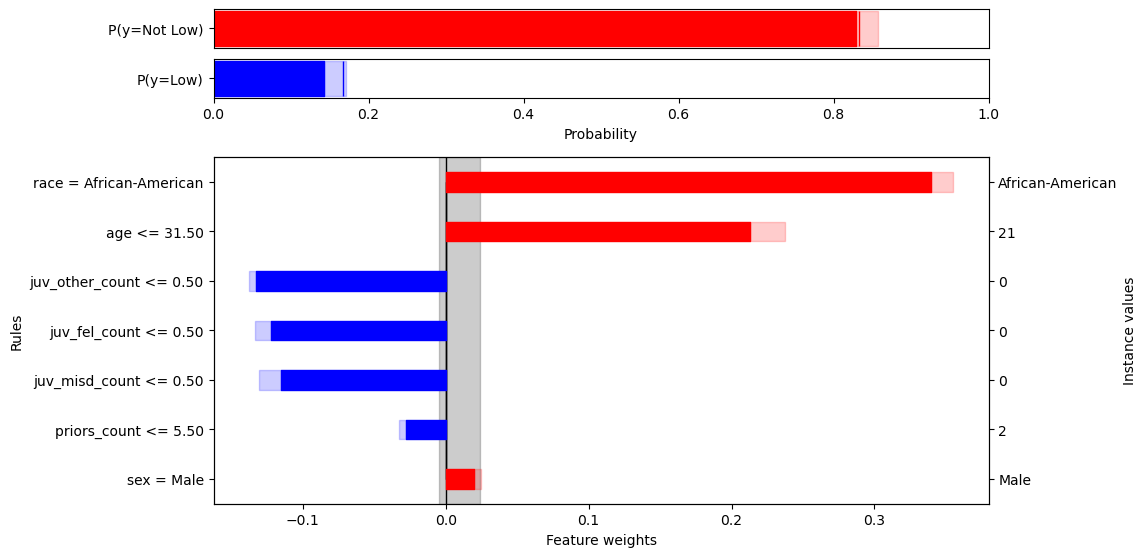 P(y=Not Low)
P(y=Low)
0.0 0.2 0.4 0.6 0.8 1.0
Probability
race = African-American African-American
age <= 31.50 21
juv_other_count <= 0.50 0
juv_fel_count <= 0.50 0
juv_misd_count <= 0.50 0
priors_count <= 5.50 2
sex = Male Male
Rules
Instance values
−0.1 0.0 0.1 0.2 0.3
Feature weights